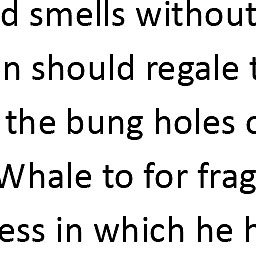 d smells without
n should regale t
the bung holes o
Whale to for frag
ess in which he h